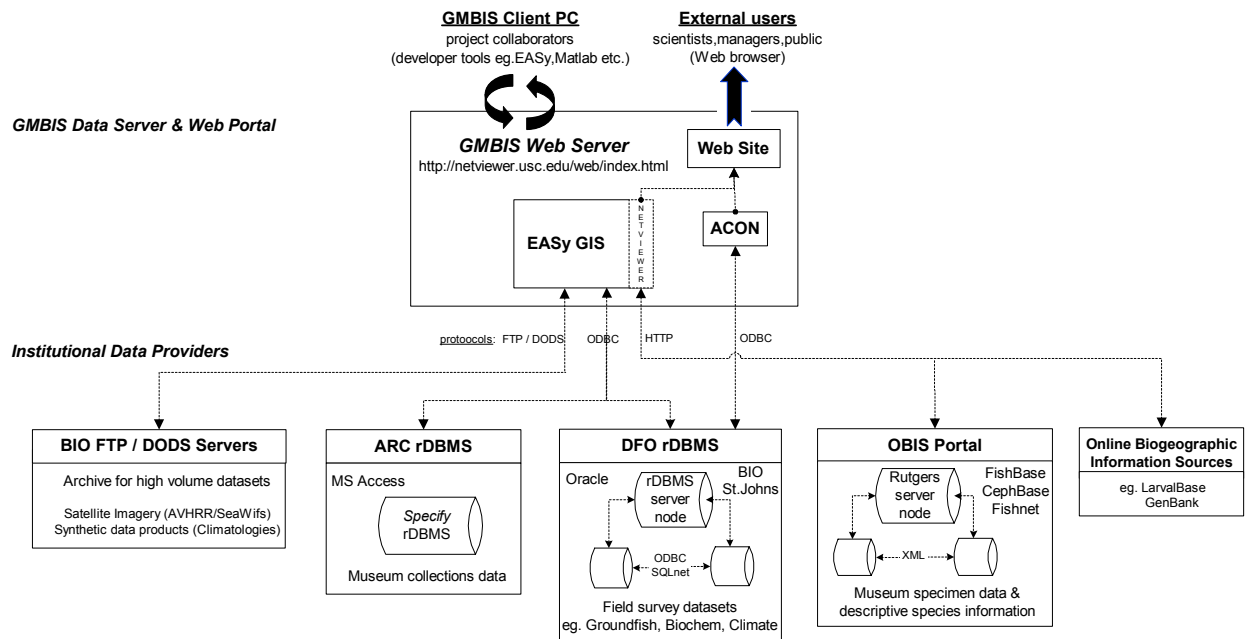 GMBIS Client PC
project collaborators
(developer tools eg.EASy,Matlab etc.)
External users
scientists,managers,public
(Web browser)
GMBIS Data Server & Web Portal
GMBIS Web Server
http://netviewer.usc.edu/web/index.html
Web Site
EASy GIS
NETVIEWER
ACON
protoocols: FTP / DODS
ODBC
HTTP
ODBC
Institutional Data Providers
BIO FTP / DODS Servers
Archive for high volume datasets
Satellite Imagery (AVHRR/SeaWifs)
Synthetic data products (Climatologies)
ARC rDBMS
MS Access
Specify
rDBMS
Museum collections data
DFO rDBMS
Oracle
rDBMS
server
node
BIO
St.Johns
ODBC
SQLnet
Field survey datasets
eg. Groundfish, Biochem, Climate
OBIS Portal
Rutgers
server
node
FishBase
CephBase
Fishnet
XML
Museum specimen data &
descriptive species information
Online Biogeographic
Information Sources
eg. LarvalBase
GenBank